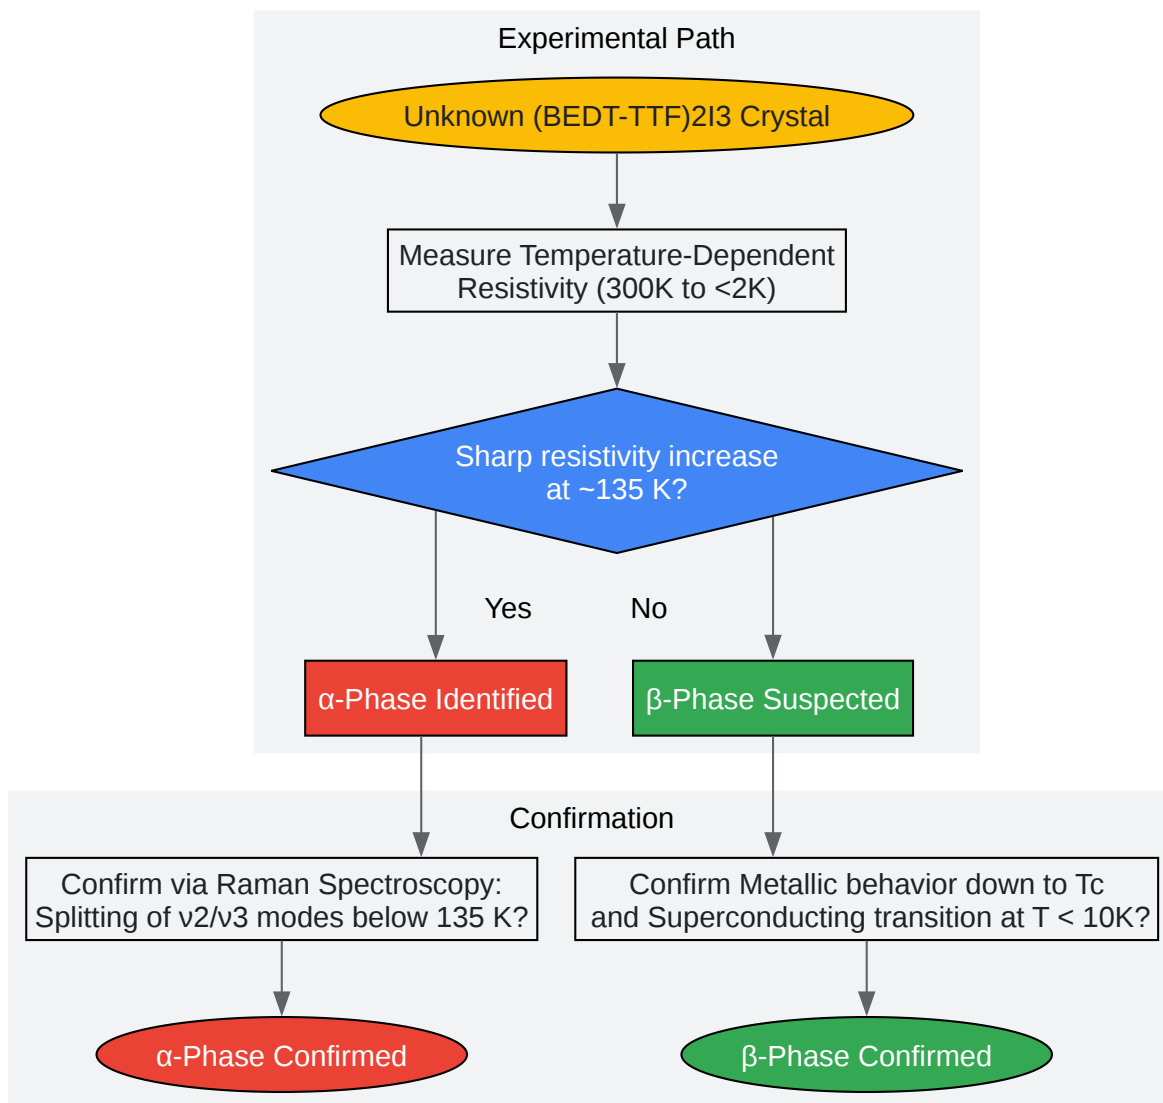 Experimental Path
Unknown (BEDT-TTF)2I3 Crystal
Measure Temperature-Dependent
Resistivity (300K to <2K)
Sharp resistivity increase
at ~135 K?
Yes
No
α-Phase Identified
β-Phase Suspected
Confirmation
Confirm via Raman Spectroscopy:
Splitting of ν2/ν3 modes below 135 K?
Confirm Metallic behavior down to Tc
and Superconducting transition at T < 10K?
α-Phase Confirmed
β-Phase Confirmed